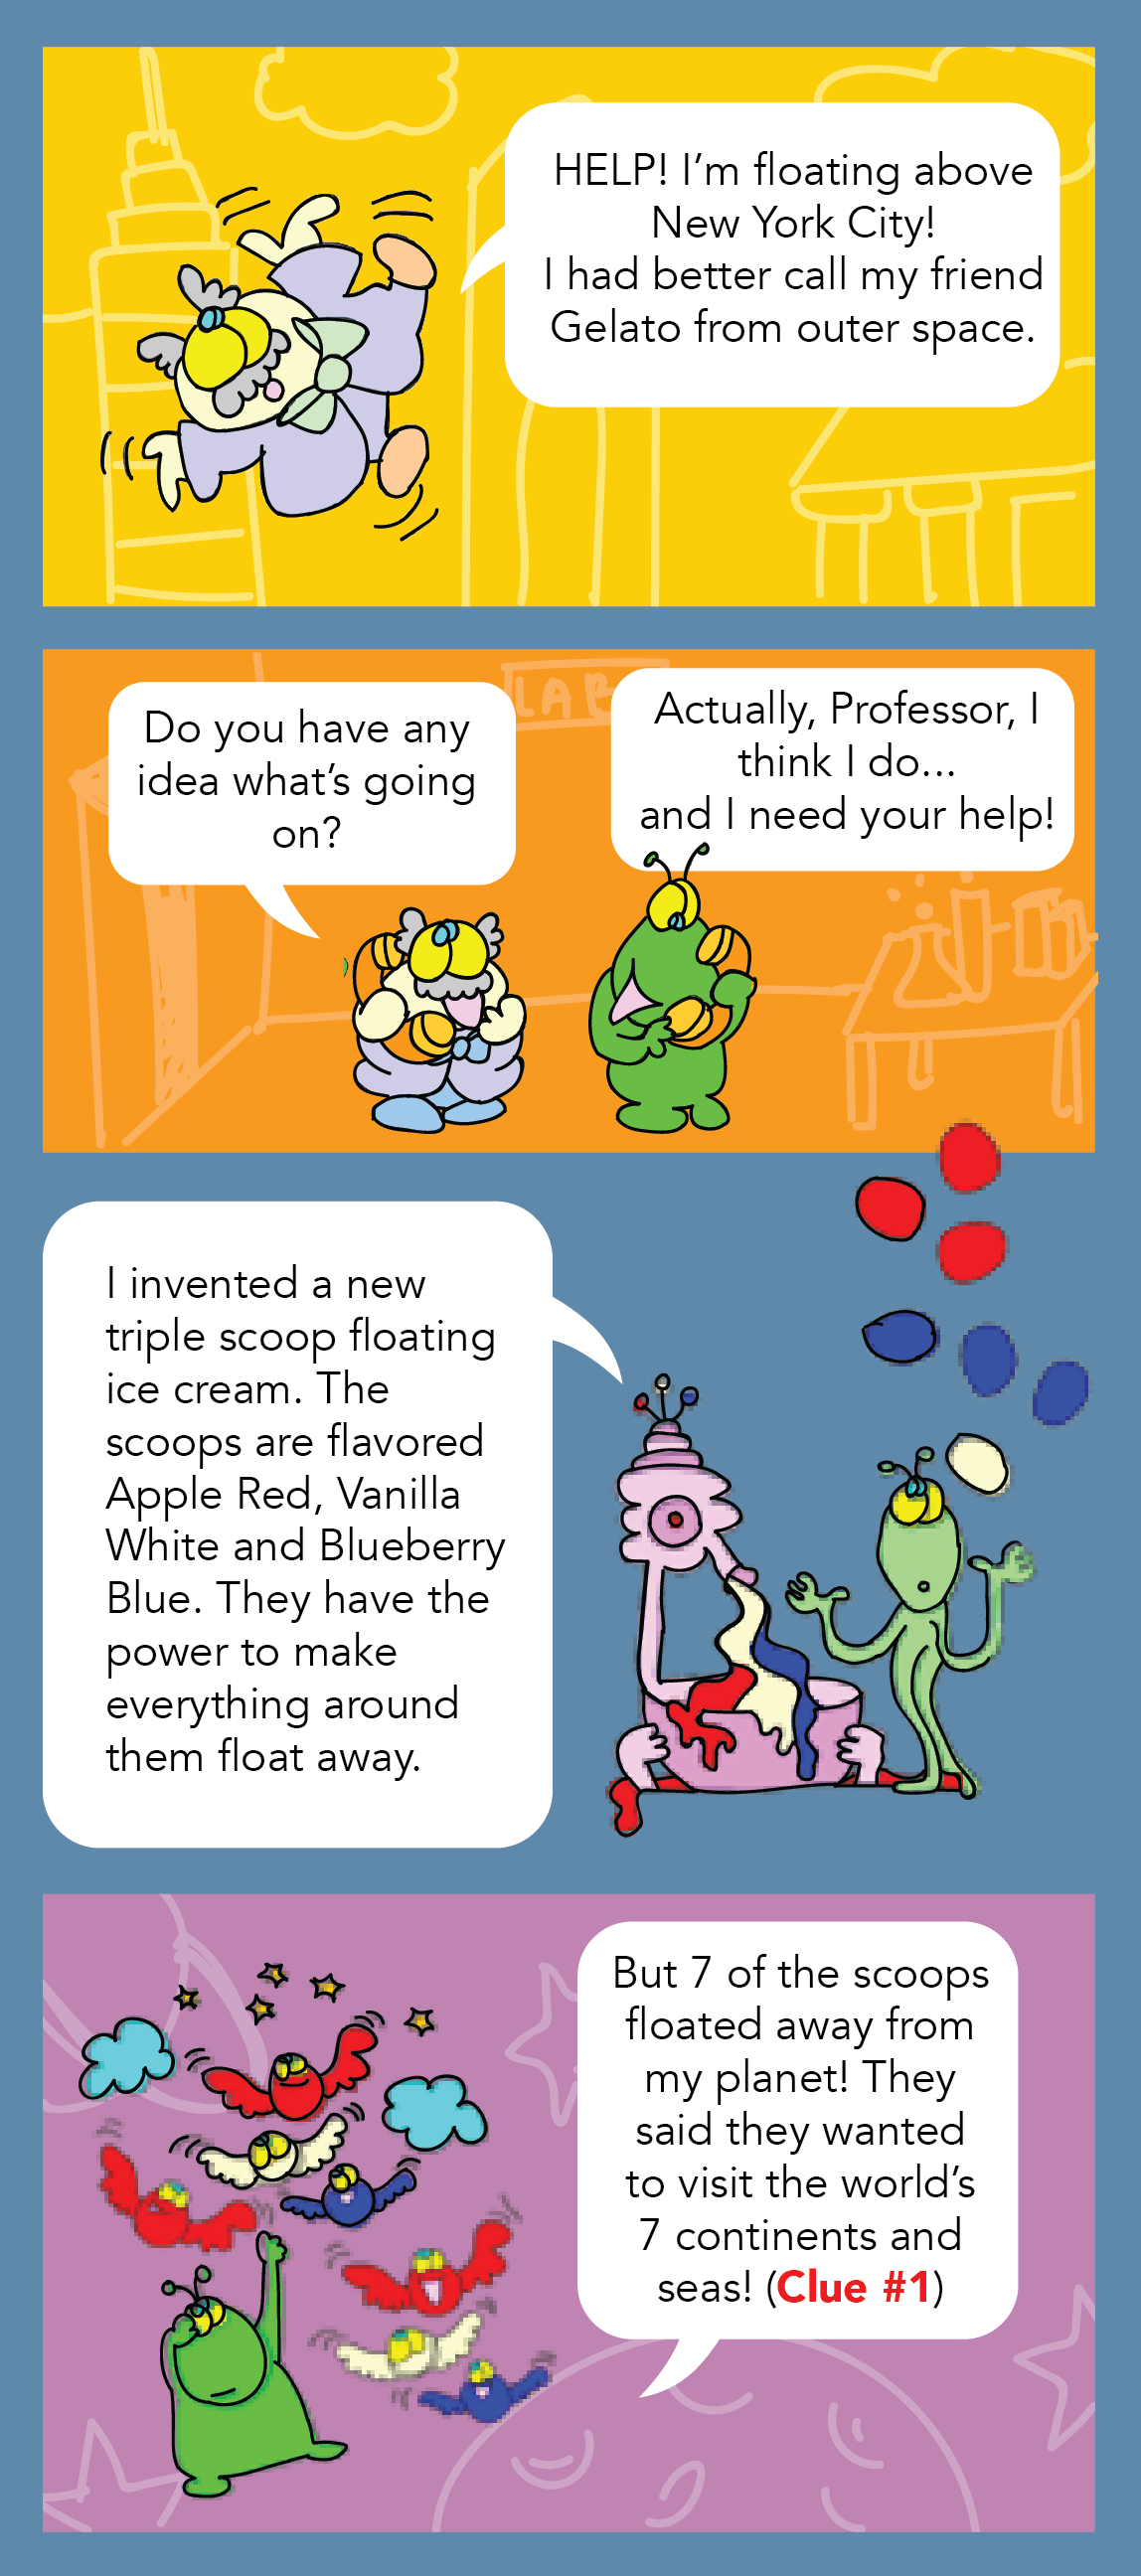 HELP! I'm floating above
New York City!
I had better call my friend
Gelato from outer space.
LAB
Do you have any
idea what's going
on?
Actually, Professor, I
think I do...
and I need your help!
I invented a new
triple scoop floating
ice cream. The
scoops are flavored
Apple Red, Vanilla
White and Blueberry
Blue. They have the
power to make
everything around
them float away.
But 7 of the scoops
floated away from
my planet! They
said they wanted
to visit the world's
7 continents and
seas! (Clue #1)